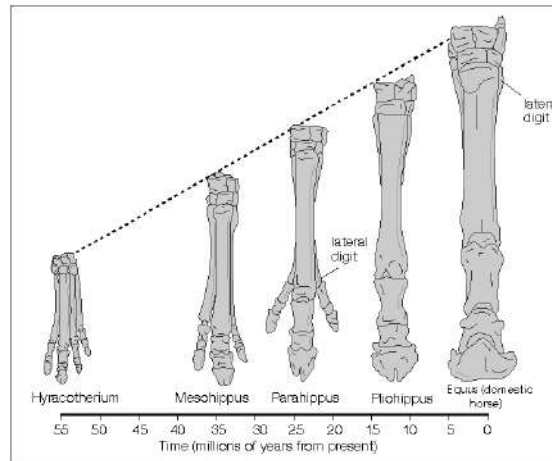 lateral
digit
lateral
digit
Hyracotherium
Mesohippus
Parahippus
Pliohippus
Equus (domestic
horse)
55 50 45 40 35 30 25 20 15 10 5 0
Time (millions of years from present)